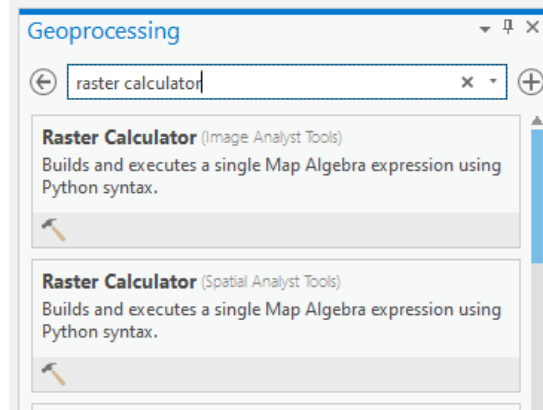 Geoprocessing
raster calculator
Raster Calculator (Image Analyst Tools)
Builds and executes a single Map Algebra expression using
Python syntax.
Raster Calculator (Spatial Analyst Tools)
Builds and executes a single Map Algebra expression using
Python syntax.